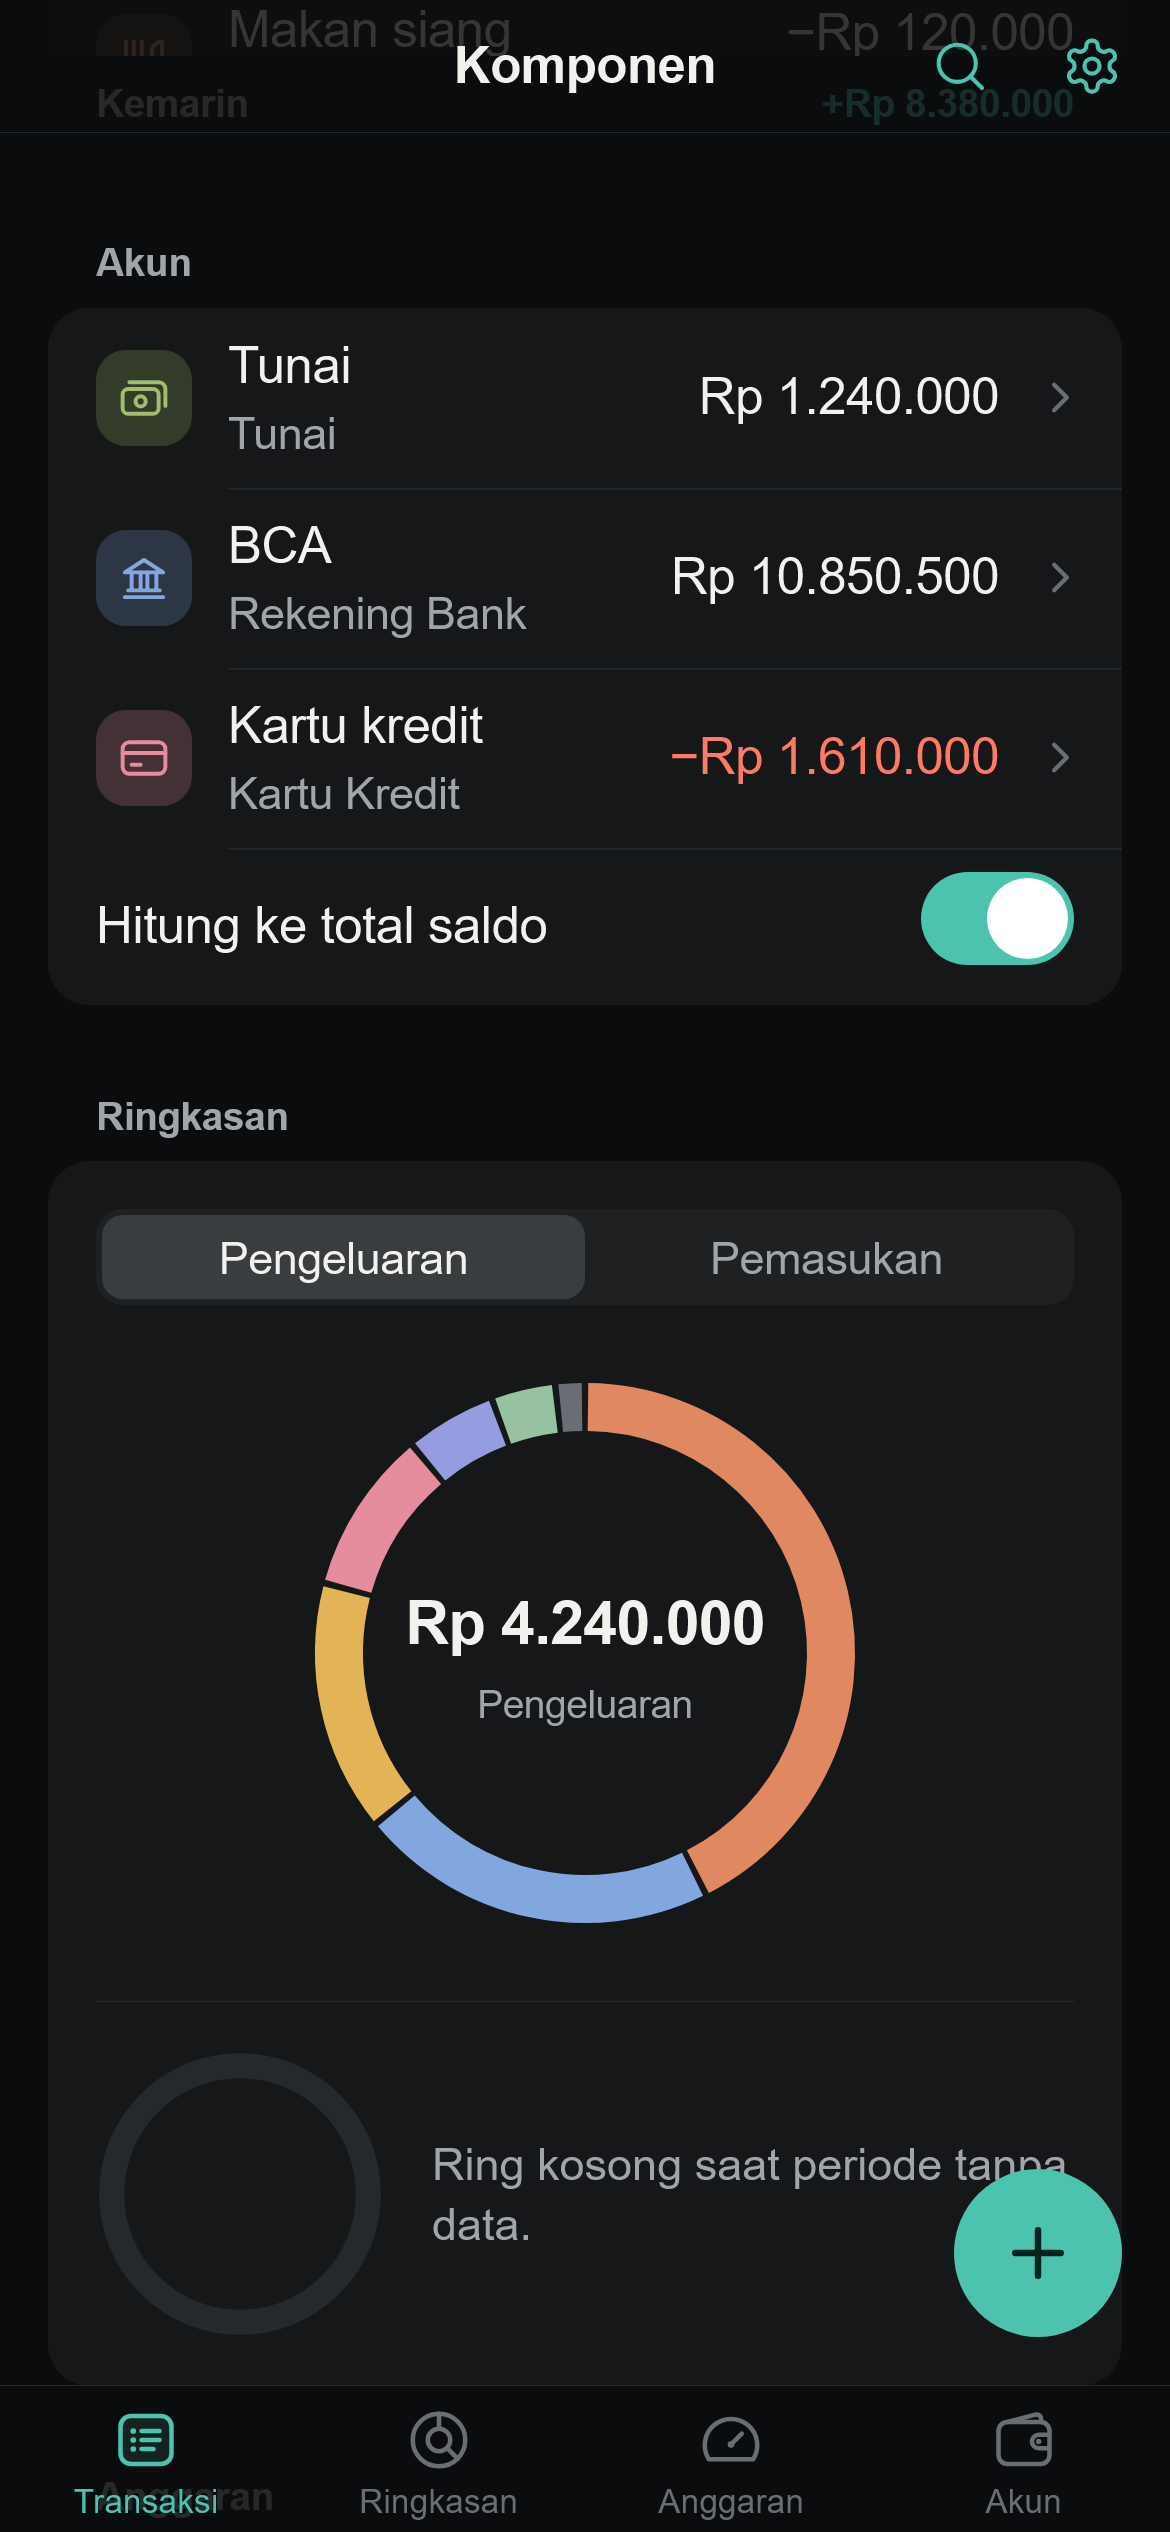 Makan siang
−Rp 120.000
Komponen
Kemarin
+Rp 8.380.000
Akun
Tunai
Rp 1.240.000
Tunai
BCA
Rp 10.850.500
Rekening Bank
Kartu kredit
−Rp 1.610.000
Kartu Kredit
Hitung ke total saldo
Ringkasan
Pengeluaran
Pemasukan
Rp 4.240.000
Pengeluaran
Ring kosong saat periode tanpa
data.
Anggaran
Transaksi
Ringkasan
Anggaran
Akun